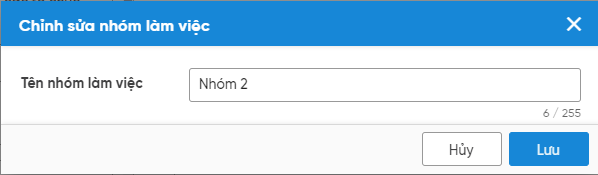 Chỉnh sửa nhóm làm việc
Tên nhóm làm việc
Nhóm 2
6 / 255
Hủy
Lưu